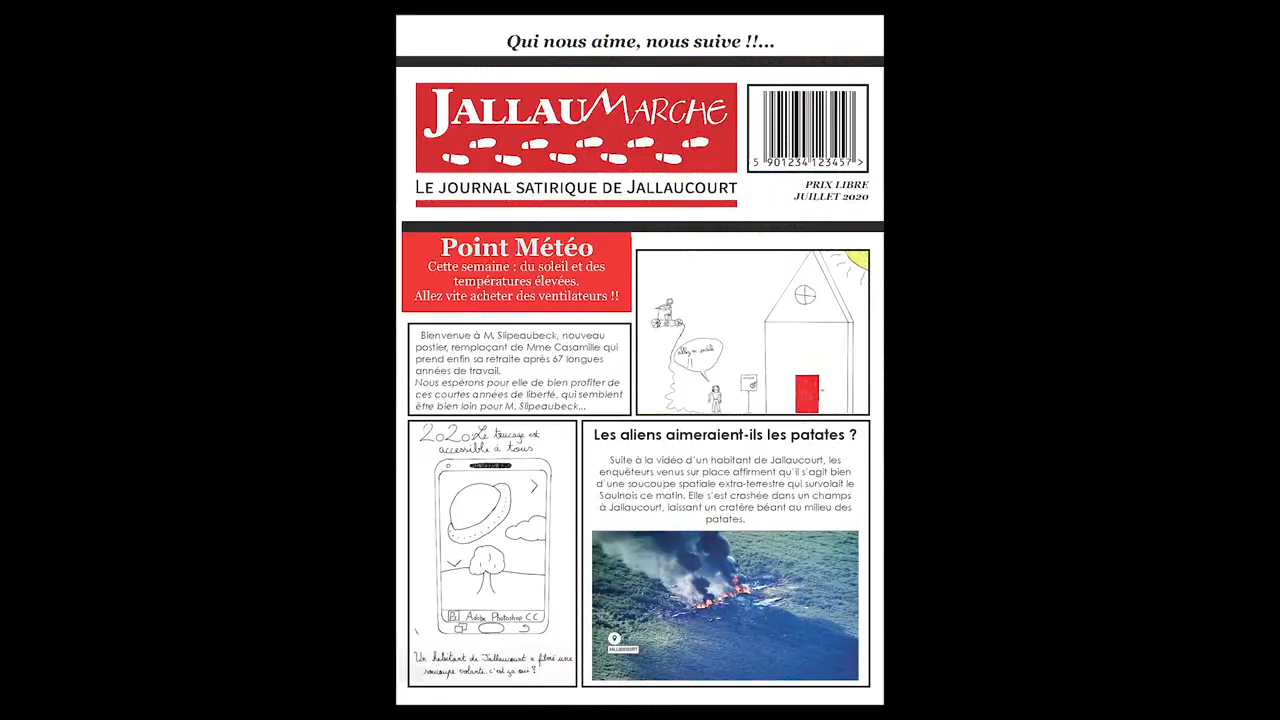 Qui nous aime, nous suive !!...
JALLAUMARCHE
LE JOURNAL SATIRIQUE DE JALLAUCOURT
5 901234 123457 >
PRIX LIBRE
JUILLET 2020
Point Météo
Cette semaine : du soleil et des
températures élevées.
Allez vite acheter des ventilateurs !!
Bienvenue à M. Slipeaubeck, nouveau
postier, remplaçant de Mme Casamille qui
prend enfin sa retraite après 67 longues
années de travail.
Nous espérons pour elle de bien profiter de
ces courtes années de liberté, qui semblent
être bien loin pour M. Slipeaubeck...
2020 Le trucage est
accessible à tous
Adobe Photoshop CC
Un habitant de Jallaucourt a filmé une
soucoupe volante, c'est ça oui ?
Les aliens aimeraient-ils les patates ?
Suite à la vidéo d'un habitant de Jallaucourt, les
enquêteurs venus sur place affirment qu'il s'agit bien
d'une soucoupe spatiale extra-terrestre qui survolait le
Saulnois ce matin. Elle s'est crashée dans un champs
à Jallaucourt, laissant un cratère béant au milieu des
patates.
JALLAUCOURT